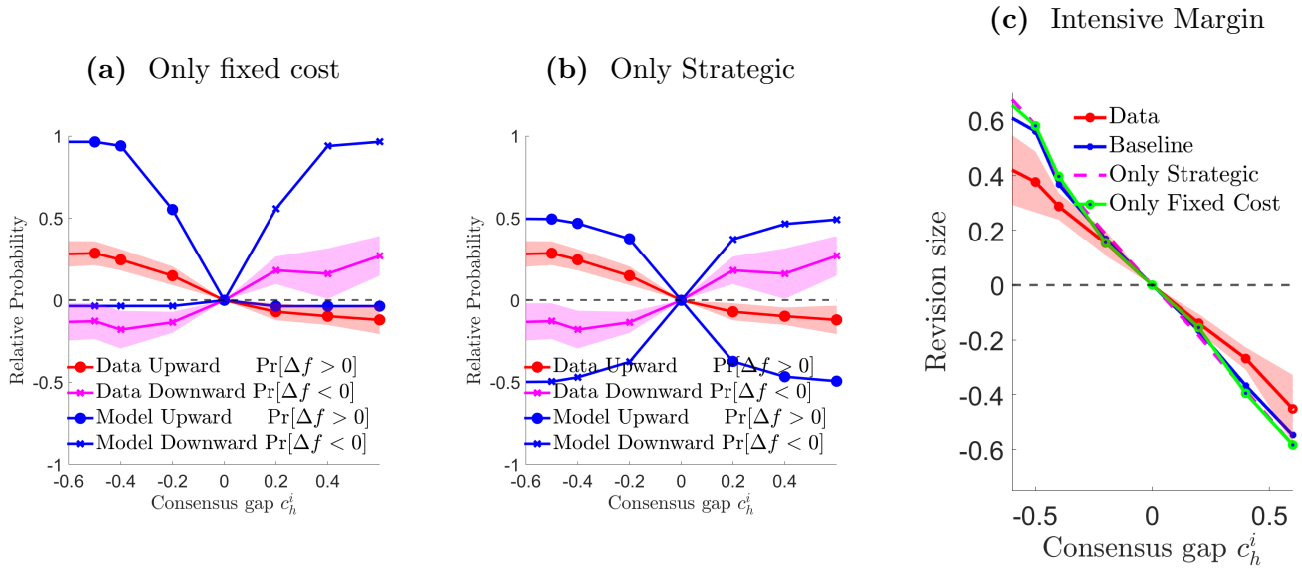 (a) Only fixed cost
Relative Probability
1
0.5
0
-0.5
-1
Data Upward Pr[Δf > 0]
Data Downward Pr[Δf < 0]
Model Upward Pr[Δf > 0]
Model Downward Pr[Δf < 0]
-0.6 -0.4 -0.2 0 0.2 0.4
Consensus gap c_h^i
(b) Only Strategic
Relative Probability
1
0.5
0
-0.5
-1
Data Upward Pr[Δf > 0]
Data Downward Pr[Δf < 0]
Model Upward Pr[Δf > 0]
Model Downward Pr[Δf < 0]
-0.6 -0.4 -0.2 0 0.2 0.4
Consensus gap c_h^i
(c) Intensive Margin
Revision size
0.6
0.4
0.2
0
-0.2
-0.4
-0.6
Data
Baseline
Only Strategic
Only Fixed Cost
-0.5 0 0.5
Consensus gap c_h^i